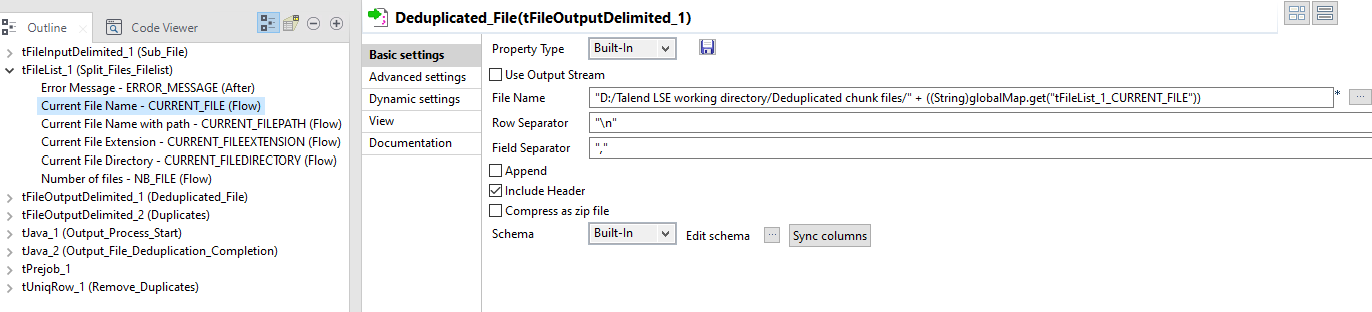 Outline
Code Viewer
tFileInputDelimited_1 (Sub_File)
tFileList_1 (Split_Files_Filelist)
Error Message - ERROR_MESSAGE (After)
Current File Name - CURRENT_FILE (Flow)
Current File Name with path - CURRENT_FILEPATH (Flow)
Current File Extension - CURRENT_FILEEXTENSION (Flow)
Current File Directory - CURRENT_FILEDIRECTORY (Flow)
Number of files - NB_FILE (Flow)
tFileOutputDelimited_1 (Deduplicated_File)
tFileOutputDelimited_2 (Duplicates)
tJava_1 (Output_Process_Start)
tJava_2 (Output_File_Deduplication_Completion)
tPrejob_1
tUniqRow_1 (Remove_Duplicates)
Deduplicated_File(tFileOutputDelimited_1)
Basic settings
Advanced settings
Dynamic settings
View
Documentation
Property Type Built-In
Use Output Stream
File Name "D:/Talend LSE working directory/Deduplicated chunk files/" + ((String)globalMap.get("tFileList_1_CURRENT_FILE")) * ...
Row Separator "\n"
Field Separator ","
Append
Include Header
Compress as zip file
Schema Built-In Edit schema ... Sync columns